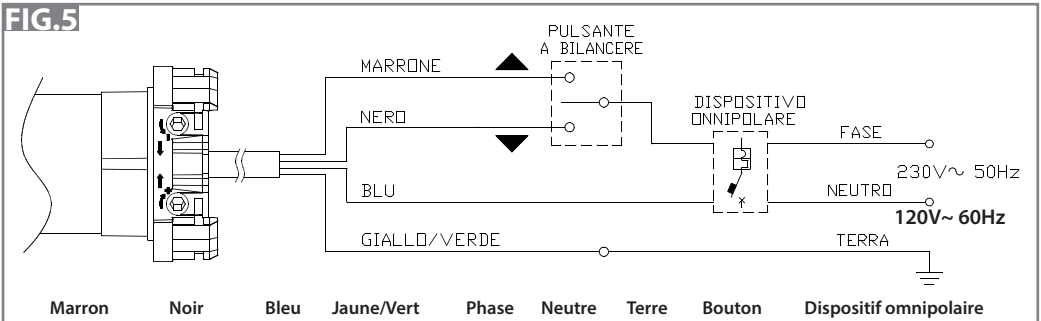 FIG.5
PULSANTE
A BILANCERE
MARRONE
NERO
DISPOSITIVO
ONNIPOLARE
FASE
230V~ 50Hz
BLU
NEUTRO
120V~ 60Hz
GIALLO/VERDE
TERRA
Marron Noir Bleu Jaune/Vert Phase Neutre Terre Bouton Dispositif omnipolaire